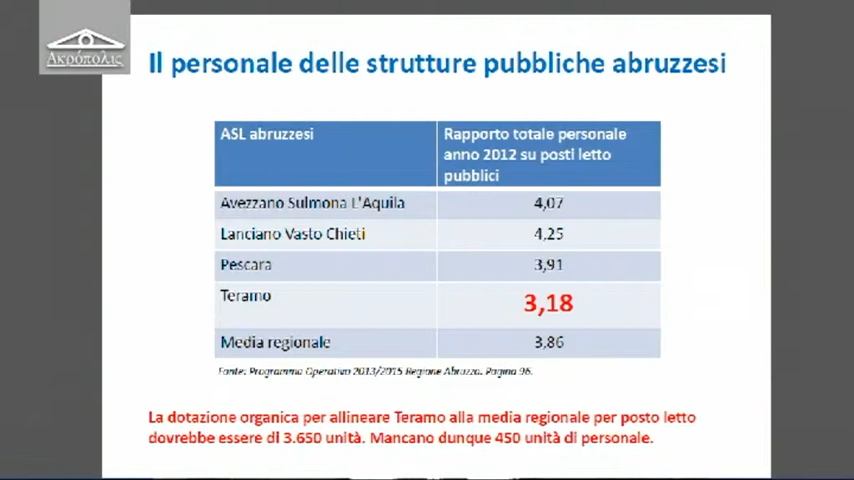 Ακρόπολις
Il personale delle strutture pubbliche abruzzesi
ASL abruzzesi
Rapporto totale personale
anno 2012 su posti letto
pubblici
Avezzano Sulmona L'Aquila
4,07
Lanciano Vasto Chieti
4,25
Pescara
3,91
Teramo
3,18
Media regionale
3,86
Fonte: Programma Operativo 2013/2015 Regione Abruzzo. Pagina 96.
La dotazione organica per allineare Teramo alla media regionale per posto letto
dovrebbe essere di 3.650 unità. Mancano dunque 450 unità di personale.